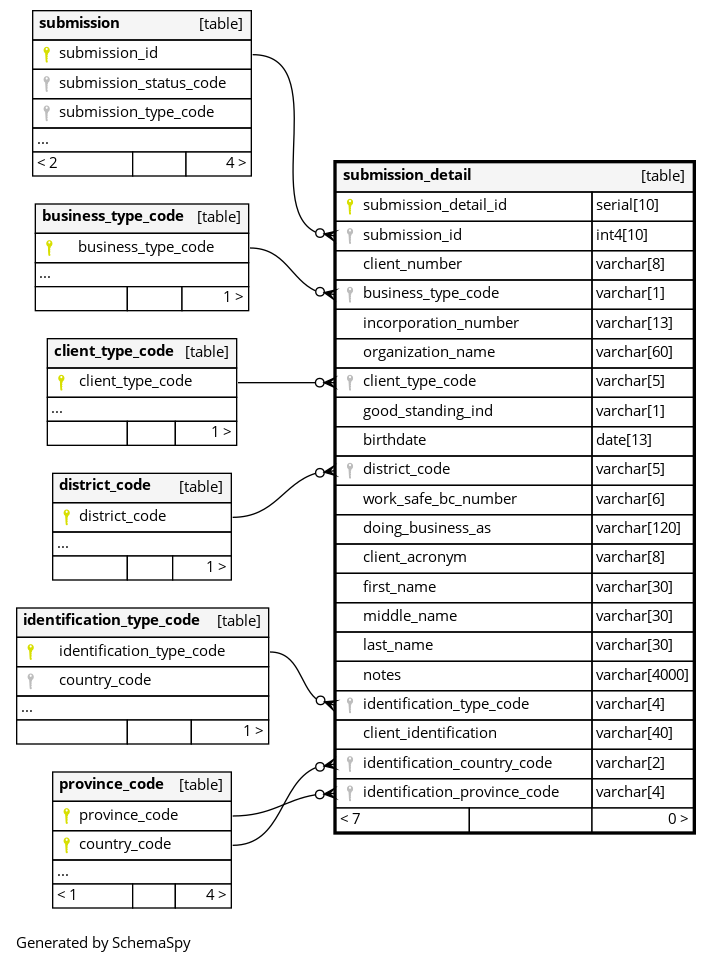 submission [table]
submission_id
submission_status_code
submission_type_code
...
< 2 4 >
business_type_code [table]
business_type_code
...
1 >
client_type_code [table]
client_type_code
...
1 >
district_code [table]
district_code
...
1 >
identification_type_code [table]
identification_type_code
country_code
...
1 >
province_code [table]
province_code
country_code
...
< 1 4 >
submission_detail [table]
submission_detail_id serial[10]
submission_id int4[10]
client_number varchar[8]
business_type_code varchar[1]
incorporation_number varchar[13]
organization_name varchar[60]
client_type_code varchar[5]
good_standing_ind varchar[1]
birthdate date[13]
district_code varchar[5]
work_safe_bc_number varchar[6]
doing_business_as varchar[120]
client_acronym varchar[8]
first_name varchar[30]
middle_name varchar[30]
last_name varchar[30]
notes varchar[4000]
identification_type_code varchar[4]
client_identification varchar[40]
identification_country_code varchar[2]
identification_province_code varchar[4]
< 7 0 >
Generated by SchemaSpy